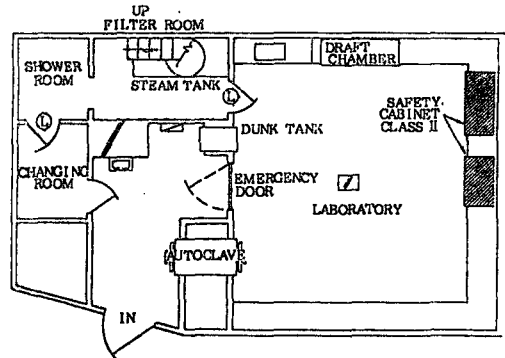 UP
FILTER ROOM
SHOWER
ROOM
STEAM TANK
DRAFT
CHAMBER
L
L
SAFETY
CABINET
CLASS II
DUNK TANK
CHANGING
ROOM
EMERGENCY
DOOR
LABORATORY
AUTOCLAVE
IN